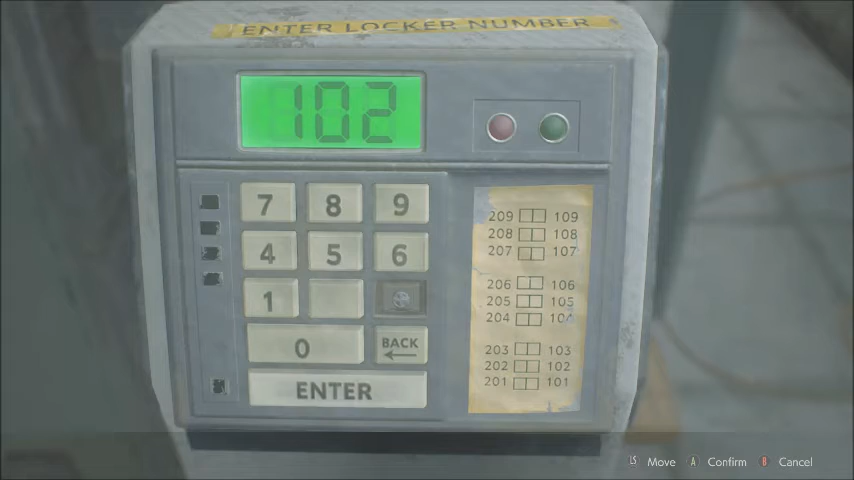 ENTER LOCKER NUMBER
102
7 8 9
4 5 6
1
0 BACK
ENTER
209 109
208 108
207 107
206 106
205 105
204 104
203 103
202 102
201 101
LS Move A Confirm B Cancel